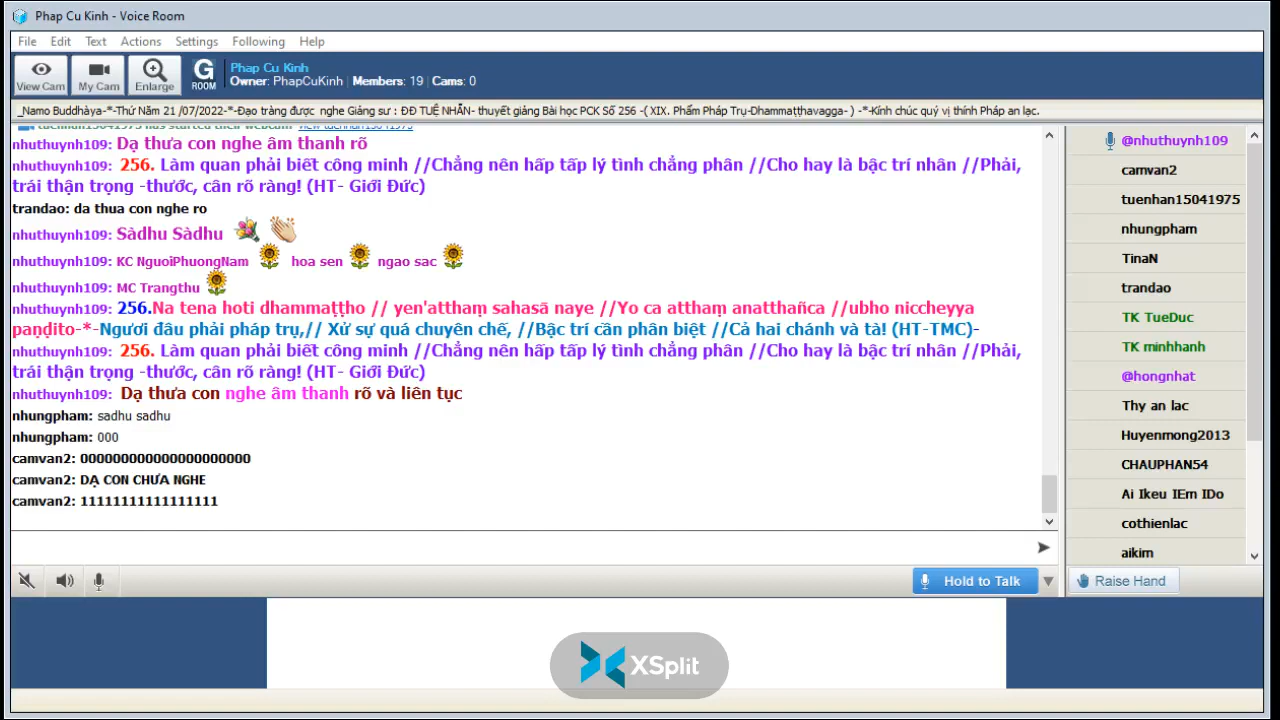 Phap Cu Kinh - Voice Room
File Edit Text Actions Settings Following Help
View Cam My Cam Enlarge G ROOM
Phap Cu Kinh
Owner: PhapCuKinh | Members: 19 | Cams: 0
_Namo Buddhàya-*-Thứ Năm 21 /07/2022-*-Đạo tràng được nghe Giảng sư : ĐĐ TUỆ NHẪN- thuyết giảng Bài học PCK Số 256 -( XIX. Phẩm Pháp Trụ-Dhammaṭṭhavagga- ) -*-Kính chúc quý vị thính Pháp an lạc.
tuenhan15041975 has started their webcam View tuenhan15041975
nhuthuynh109: Dạ thưa con nghe âm thanh rõ
nhuthuynh109: 256. Làm quan phải biết công minh //Chẳng nên hấp tấp lý tình chẳng phân //Cho hay là bậc trí nhân //Phải,
trái thận trọng -thước, cân rõ ràng! (HT- Giới Đức)
trandao: da thua con nghe ro
nhuthuynh109: Sàdhu Sàdhu
nhuthuynh109: KC NguoiPhuongNam hoa sen ngao sac
nhuthuynh109: MC Trangthu
nhuthuynh109: 256.Na tena hoti dhammaṭṭho // yen'atthaṃ sahasā naye //Yo ca atthaṃ anatthañca //ubho niccheyya
paṇḍito-*-Ngươi đâu phải pháp trụ,// Xử sự quá chuyên chế, //Bậc trí cần phân biệt //Cả hai chánh và tà! (HT-TMC)-
nhuthuynh109: 256. Làm quan phải biết công minh //Chẳng nên hấp tấp lý tình chẳng phân //Cho hay là bậc trí nhân //Phải,
trái thận trọng -thước, cân rõ ràng! (HT- Giới Đức)
nhuthuynh109: Dạ thưa con nghe âm thanh rõ và liên tục
nhungpham: sadhu sadhu
nhungpham: 000
camvan2: 000000000000000000000
camvan2: DẠ CON CHƯA NGHE
camvan2: 11111111111111111
Hold to Talk
@nhuthuynh109
camvan2
tuenhan15041975
nhungpham
TinaN
trandao
TK TueDuc
TK minhhanh
@hongnhat
Thy an lac
Huyenmong2013
CHAUPHAN54
Ai Ikeu IEm IDo
cothienlac
aikim
Raise Hand
XSplit